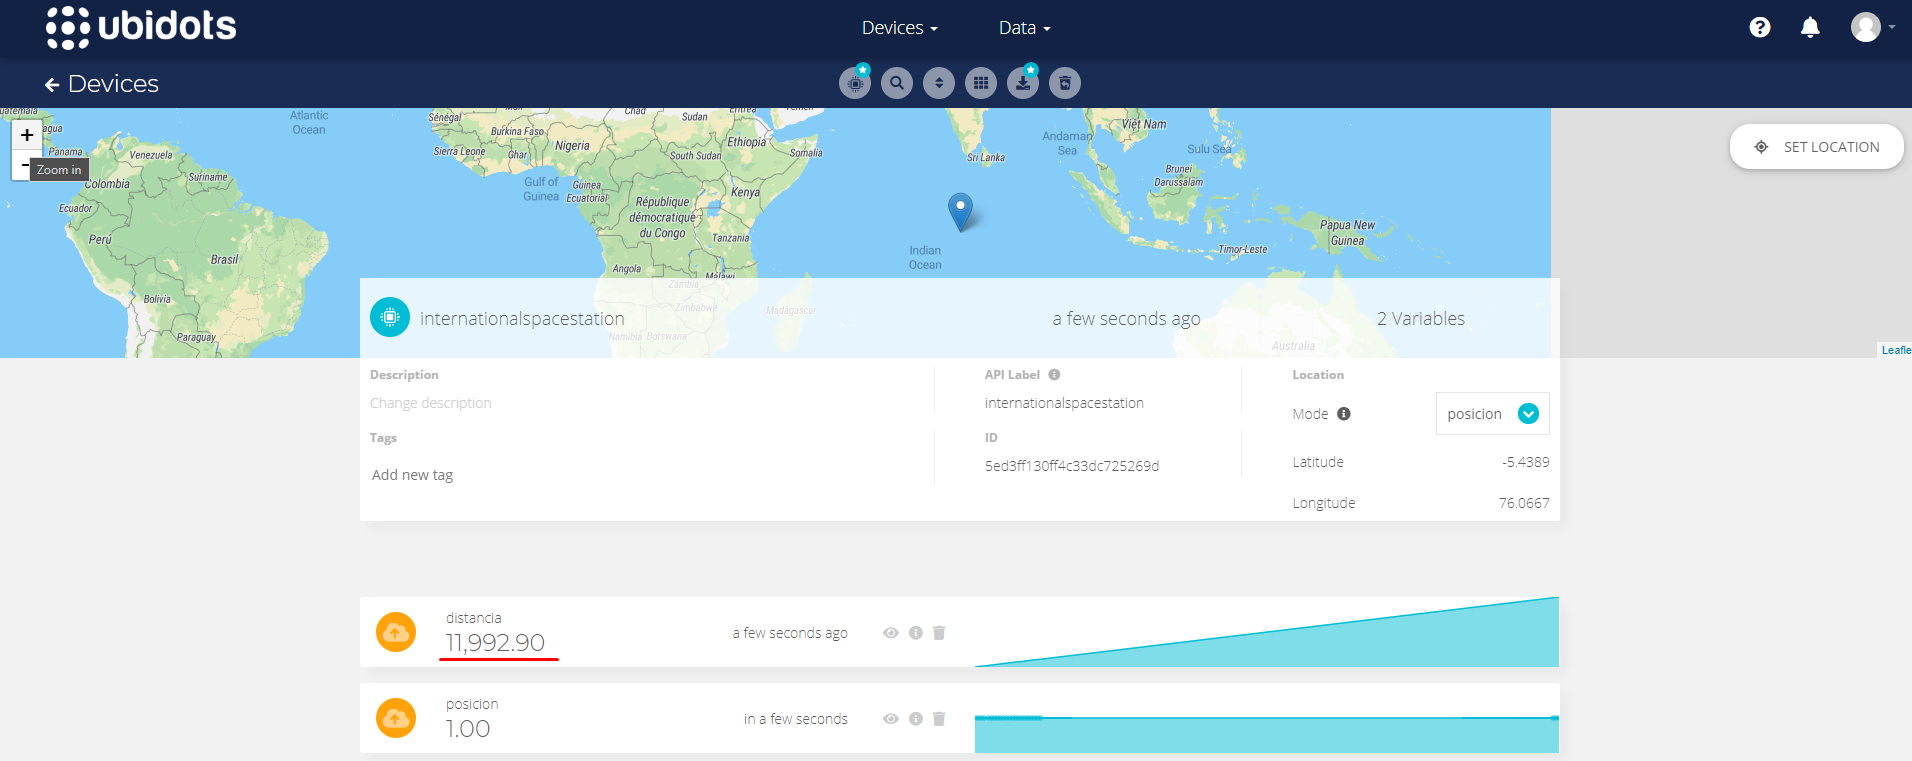 ubidots
Devices
Data
Devices
Atlantic
Ocean
Panama
Venezuela
Zoom in
Colombia
Suriname
Ecuador
Perú
Brasil
Bolivia
Paraguay
Sénégal
Mali
Chad
Sudan
Eritrea
Yemen
Burkina Faso
Nigeria
Ethiopia
Sierra Leone
Ghar
South Sudan
Somalia
Gulf of
Guinea
Guinea
Ecuatorial
Kenya
République
démocratique
du Congo
Tanzania
Angola
Malawi
Zambia
Zimbabwe
Madagascar
Namibia
Botswana
Sri Lanka
Andaman
Sea
Việt Nam
Sulu Sea
Brunei
Darussalam
Indian
Ocean
Papua New
Guinea
Timor-Leste
Australia
SET LOCATION
Leafle
internationalspacestation
a few seconds ago
2 Variables
Description
Change description
Tags
Add new tag
API Label
internationalspacestation
ID
5ed3ff130ff4c33dc725269d
Location
Mode
posicion
Latitude
-5.4389
Longitude
76.0667
distancia
11,992.90
a few seconds ago
posicion
1.00
in a few seconds